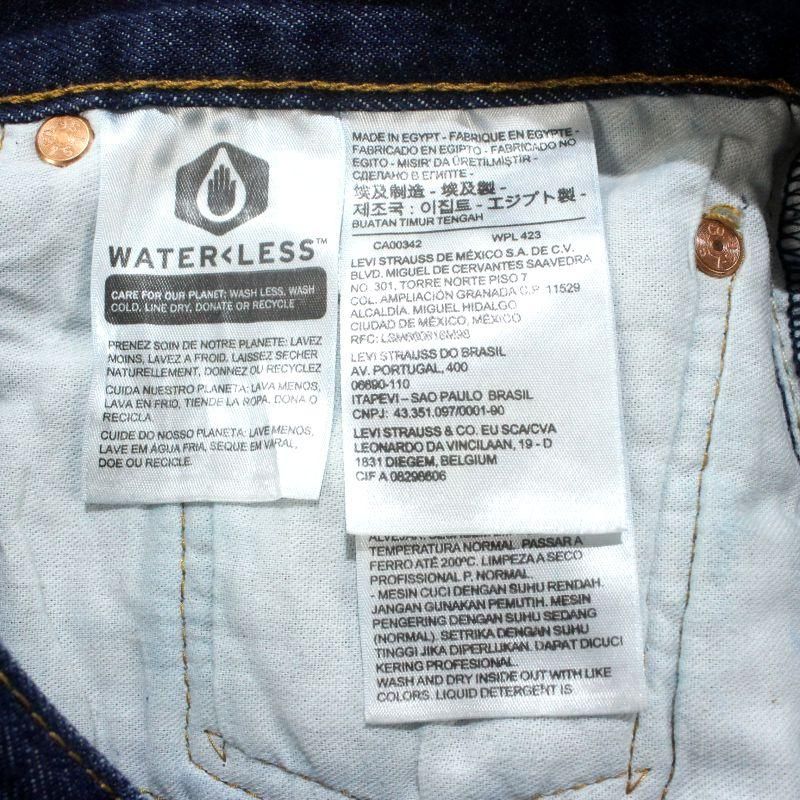 WATER<LESS™
CARE FOR OUR PLANET: WASH LESS, WASH
COLD, LINE DRY, DONATE OR RECYCLE
PRENEZ SOIN DE NOTRE PLANETE: LAVEZ
MOINS, LAVEZ A FROID, LAISSEZ SECHER
NATURELLEMENT, DONNEZ OU RECYCLEZ
CUIDA NUESTRO PLANETA: LAVA MENOS,
LAVA EN FRIO, TIENDE LA ROPA, DONA O
RECICLA.
CUIDE DO NOSSO PLANETA: LAVE MENOS,
LAVE EM ÁGUA FRIA, SEQUE EM VARAL,
DOE OU RECICLE.
MADE IN EGYPT - FABRIQUE EN EGYPTE -
FABRICADO EN EGIPTO - FABRICADO NO
EGITO - MISIR' DA ÜRETILMIŞTIR -
СДЕЛАНО В ЕГИПТЕ -
埃及制造 - 埃及製 -
제조국 : 이집트 - エジプト製 -
BUATAN TIMUR TENGAH
CA00342 WPL 423
LEVI STRAUSS DE MÉXICO S.A. DE C.V.
BLVD. MIGUEL DE CERVANTES SAAVEDRA
NO. 301, TORRE NORTE PISO 7
COL. AMPLIACIÓN GRANADA C.P. 11529
ALCALDÍA. MIGUEL HIDALGO
CIUDAD DE MÉXICO, MÉXICO
RFC:
LEVI STRAUSS DO BRASIL
AV. PORTUGAL, 400
06690-110
ITAPEVI – SAO PAULO BRASIL
CNPJ: 43.351.097/0001-90
LEVI STRAUSS & CO. EU SCA/CVA
LEONARDO DA VINCILAAN, 19 - D
1831 DIEGEM, BELGIUM
CIF A 08298606
ALVEJAR.
TEMPERATURA NORMAL. PASSAR A
FERRO ATÉ 200ºC. LIMPEZA A SECO
PROFISSIONAL P. NORMAL.
- MESIN CUCI DENGAN SUHU RENDAH.
JANGAN GUNAKAN PEMUTIH. MESIN
PENGERING DENGAN SUHU SEDANG
(NORMAL). SETRIKA DENGAN SUHU
TINGGI JIKA DIPERLUKAN. DAPAT DICUCI
KERING PROFESIONAL.
WASH AND DRY INSIDE OUT WITH LIKE
COLORS. LIQUID DETERGENT IS